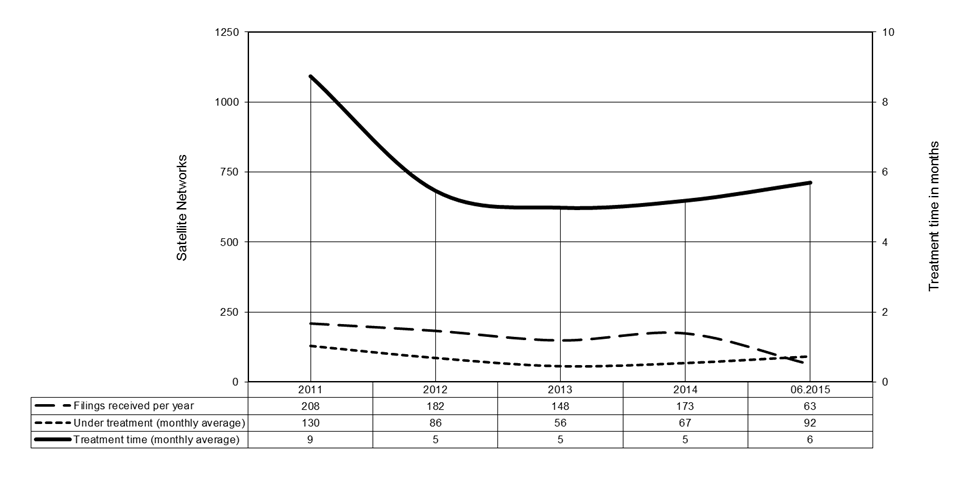 1250
1000
750
500
250
0
Satellite Networks
10
8
6
4
2
0
Treatment time in months
2011 2012 2013 2014 06.2015
Filings received per year 208 182 148 173 63
Under treatment (monthly average) 130 86 56 67 92
Treatment time (monthly average) 9 5 5 5 6